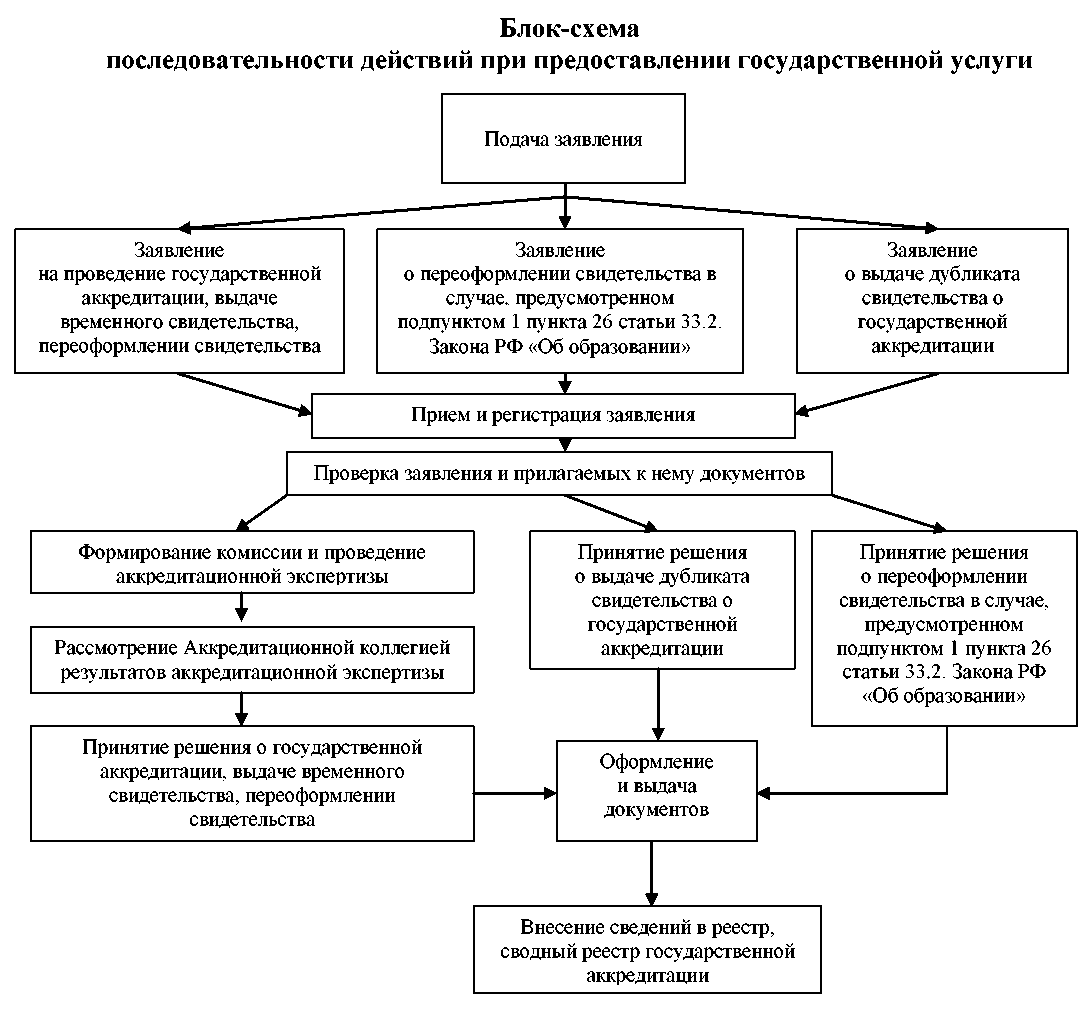 Блок-схема
последовательности действий при предоставлении государственной услуги
Подача заявления
Заявление
на проведение государственной
аккредитации, выдаче
временного свидетельства,
переоформлении свидетельства
Заявление
о переоформлении свидетельства в
случае, предусмотренном
подпунктом 1 пункта 26 статьи 33.2.
Закона РФ «Об образовании»
Заявление
о выдаче дубликата
свидетельства о
государственной
аккредитации
Прием и регистрация заявления
Проверка заявления и прилагаемых к нему документов
Формирование комиссии и проведение
аккредитационной экспертизы
Принятие решения
о выдаче дубликата
свидетельства о
государственной
аккредитации
Принятие решения
о переоформлении
свидетельства в случае,
предусмотренном
подпунктом 1 пункта 26
статьи 33.2. Закона РФ
«Об образовании»
Рассмотрение Аккредитационной коллегией
результатов аккредитационной экспертизы
Принятие решения о государственной
аккредитации, выдаче временного
свидетельства, переоформлении
свидетельства
Оформление
и выдача
документов
Внесение сведений в реестр,
сводный реестр государственной
аккредитации